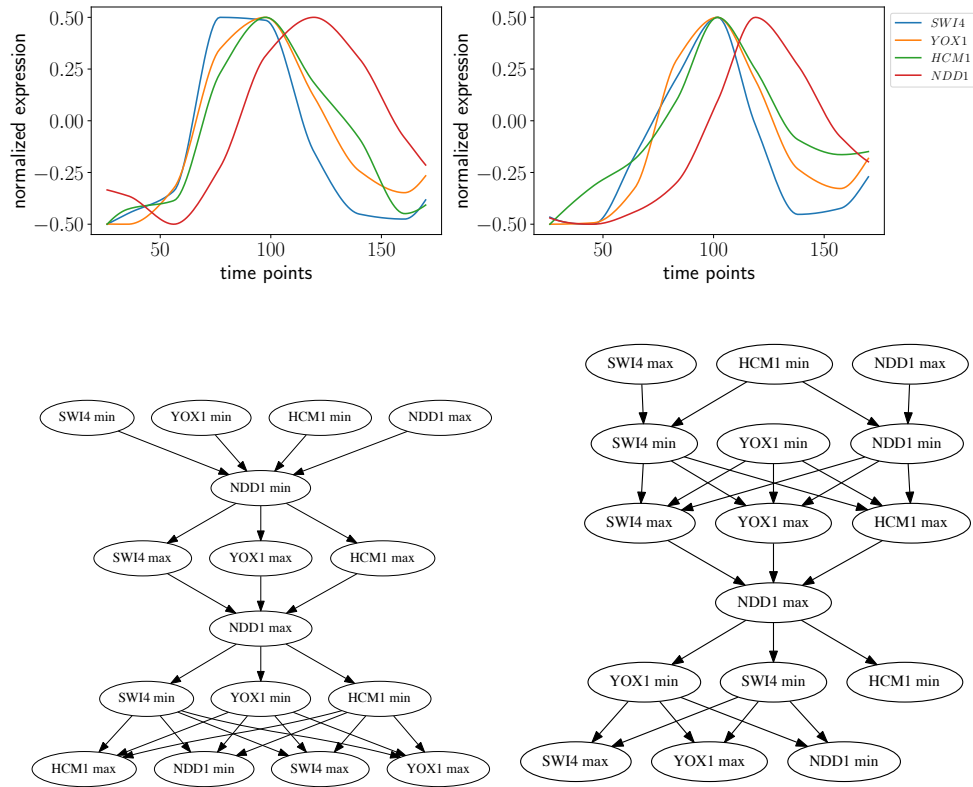 0.50
0.25
0.00
−0.25
−0.50
normalized expression
50
100
150
time points
0.50
0.25
0.00
−0.25
−0.50
normalized expression
50
100
150
time points
SWI4
YOX1
HCM1
NDD1
SWI4 min
YOX1 min
HCM1 min
NDD1 max
NDD1 min
SWI4 max
YOX1 max
HCM1 max
NDD1 max
SWI4 min
YOX1 min
HCM1 min
HCM1 max
NDD1 min
SWI4 max
YOX1 max
SWI4 max
HCM1 min
NDD1 max
SWI4 min
YOX1 min
NDD1 min
SWI4 max
YOX1 max
HCM1 max
NDD1 max
YOX1 min
SWI4 min
HCM1 min
SWI4 max
YOX1 max
NDD1 min